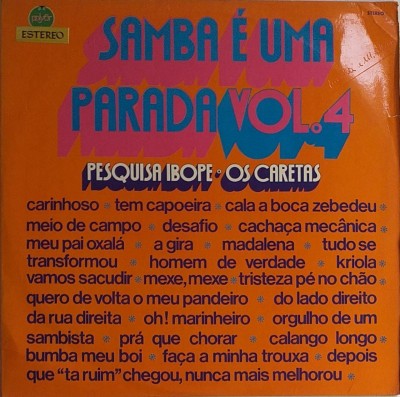 polyfar
ESTEREO
ESTEREO
SAMBA É UMA
PARADA VOL.4
PESQUISA IBOPE • OS CARETAS
carinhoso * tem capoeira * cala a boca zebedeu *
meio de campo * desafio * cachaça mecânica *
meu pai oxalá * a gira * madalena * tudo se
transformou * homem de verdade * kriola *
vamos sacudir * mexe, mexe * tristeza pé no chão *
quero de volta o meu pandeiro * do lado direito
da rua direita * oh! marinheiro * orgulho de um
sambista * prá que chorar * calango longo *
bumba meu boi * faça a minha trouxa * depois
que “ta ruim” chegou, nunca mais melhorou *